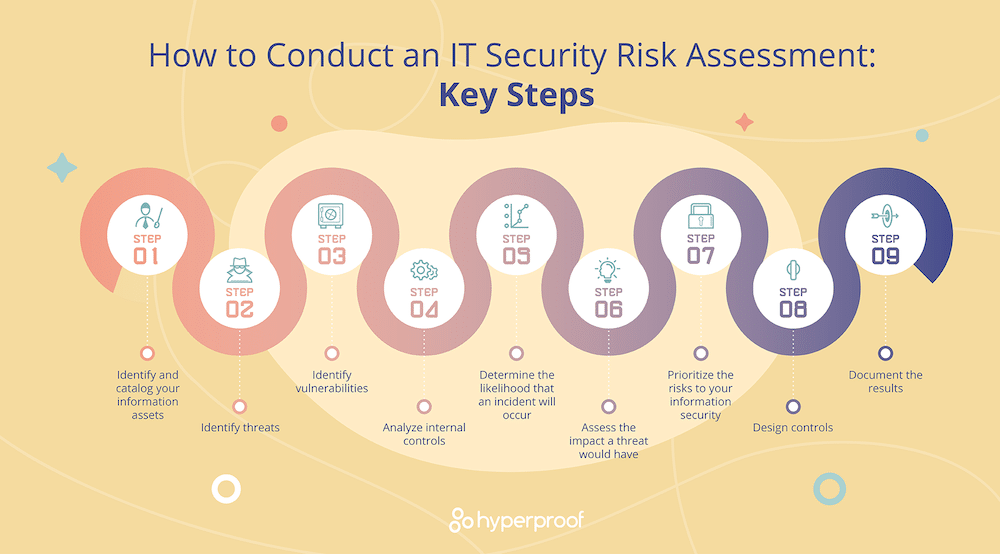 How to Conduct an IT Security Risk Assessment:
Key Steps
STEP
01
Identify and
catalog your
information
assets
STEP
02
Identify threats
STEP
03
Identify
vulnerabilities
STEP
04
Analyze internal
controls
STEP
05
Determine the
likelihood that
an incident will
occur
STEP
06
Assess the
impact a threat
would have
STEP
07
Prioritize the
risks to your
information
security
STEP
08
Design controls
STEP
09
Document the
results
hyperproof